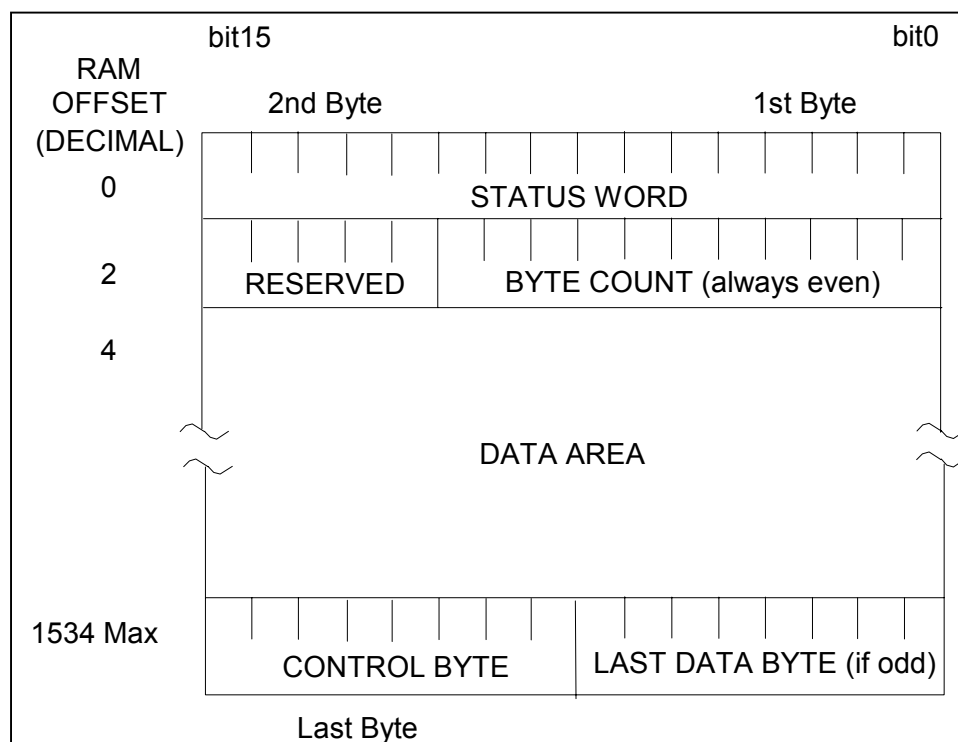 bit15 bit0
RAM
OFFSET
(DECIMAL)
2nd Byte 1st Byte
0 STATUS WORD
2 RESERVED BYTE COUNT (always even)
4
DATA AREA
1534 Max CONTROL BYTE LAST DATA BYTE (if odd)
Last Byte